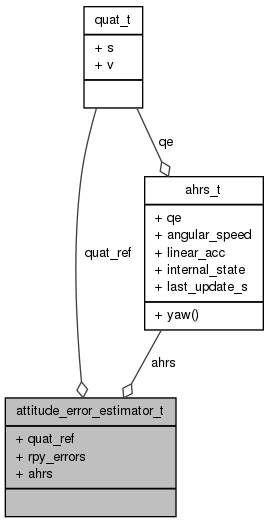 quat_t
+ s
+ v
qe
ahrs_t
+ qe
+ angular_speed
+ linear_acc
+ internal_state
+ last_update_s
+ yaw()
quat_ref
ahrs
attitude_error_estimator_t
+ quat_ref
+ rpy_errors
+ ahrs